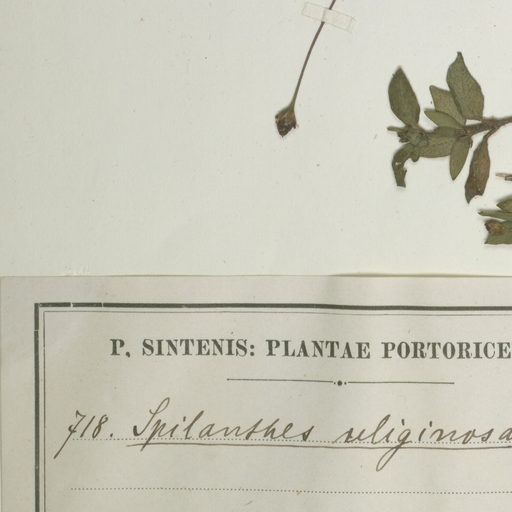 P. SINTENIS: PLANTAE PORTORICE
718. Spilanthes uliginosa